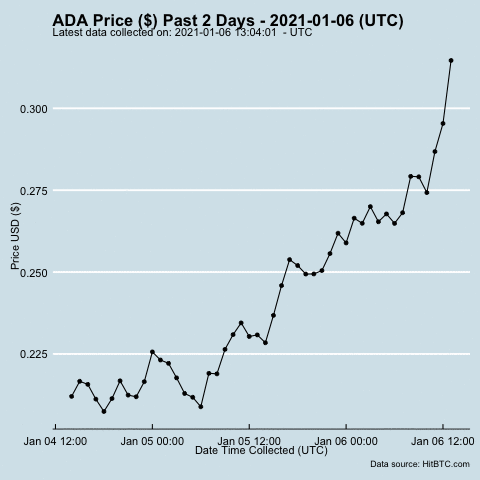 ADA Price ($) Past 2 Days - 2021-01-06 (UTC)
Latest data collected on: 2021-01-06 13:04:01  - UTC
Price USD ($)
0.300
0.275
0.250
0.225
Jan 04 12:00 Jan 05 00:00 Jan 05 12:00 Jan 06 00:00 Jan 06 12:00
Date Time Collected (UTC)
Data source: HitBTC.com